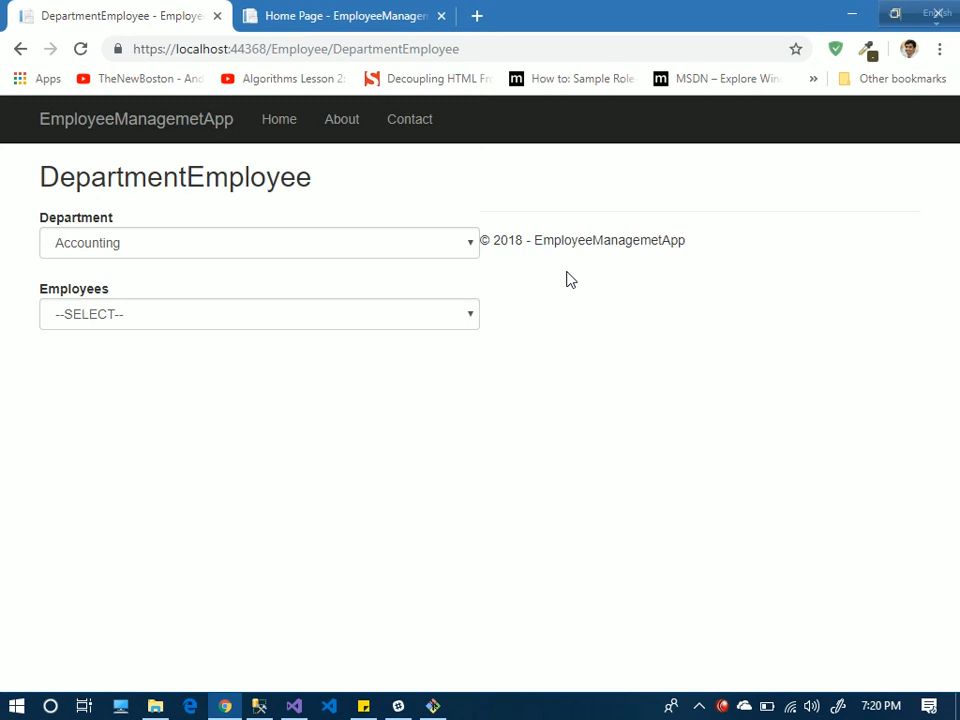 DepartmentEmployee - Employe
Home Page - EmployeeManagem
English
https://localhost:44368/Employee/DepartmentEmployee
Apps
TheNewBoston - And
Algorithms Lesson 2:
Decoupling HTML Fr
How to: Sample Role
MSDN – Explore Win
»
Other bookmarks
EmployeeManagemetApp
Home
About
Contact
DepartmentEmployee
Department
Accounting
© 2018 - EmployeeManagemetApp
Employees
--SELECT--
7:20 PM